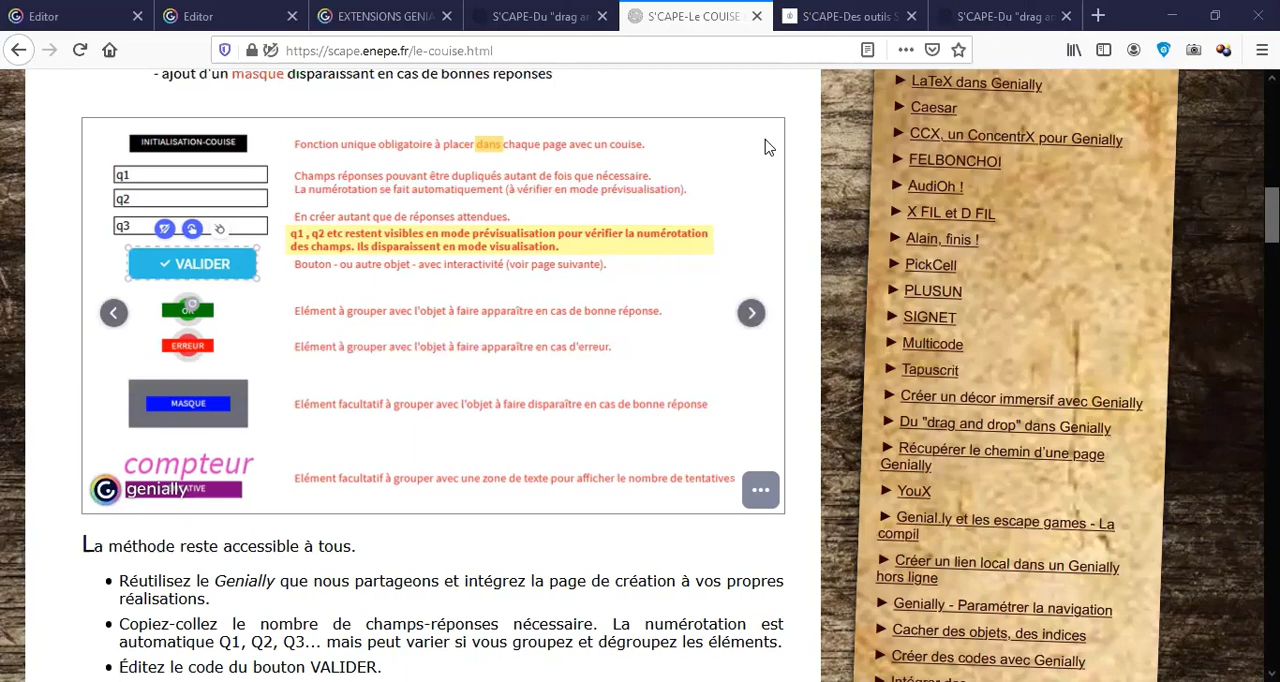 Editor
Editor
EXTENSIONS GENIA
S'CAPE-Du "drag an
S'CAPE-Le COUISE
S'CAPE-Des outils S
S'CAPE-Du "drag an
https://scape.enepe.fr/le-couise.html
- ajout d'un masque disparaissant en cas de bonnes réponses
INITIALISATION-COUISE
Fonction unique obligatoire à placer dans chaque page avec un couise.
q1
Champs réponses pouvant être dupliqués autant de fois que nécessaire.
q2
La numérotation se fait automatiquement (à vérifier en mode prévisualisation).
q3
En créer autant que de réponses attendues.
q1 , q2 etc restent visibles en mode prévisualisation pour vérifier la numérotation
des champs. Ils disparaissent en mode visualisation.
VALIDER
Bouton - ou autre objet - avec interactivité (voir page suivante).
Elément à grouper avec l'objet à faire apparaître en cas de bonne réponse.
ERREUR
Elément à grouper avec l'objet à faire apparaître en cas d'erreur.
MASQUE
Elément facultatif à grouper avec l'objet à faire disparaître en cas de bonne réponse
compteur
genially
Elément facultatif à grouper avec une zone de texte pour afficher le nombre de tentatives
La méthode reste accessible à tous.
• Réutilisez le Genially que nous partageons et intégrez la page de création à vos propres
réalisations.
• Copiez-collez le nombre de champs-réponses nécessaire. La numérotation est
automatique Q1, Q2, Q3... mais peut varier si vous groupez et dégroupez les éléments.
• Éditez le code du bouton VALIDER.
► LaTeX dans Genially
► Caesar
► CCX, un ConcentrX pour Genially
► FELBONCHOI
► AudiOh !
► X FIL et D FIL
► Alain, finis !
► PickCell
► PLUSUN
► SIGNET
► Multicode
► Tapuscrit
► Créer un décor immersif avec Genially
► Du "drag and drop" dans Genially
► Récupérer le chemin d'une page
Genially
► YouX
► Genial.ly et les escape games - La
compil
► Créer un lien local dans un Genially
hors ligne
► Genially - Paramétrer la navigation
► Cacher des objets, des indices
► Créer des codes avec Genially